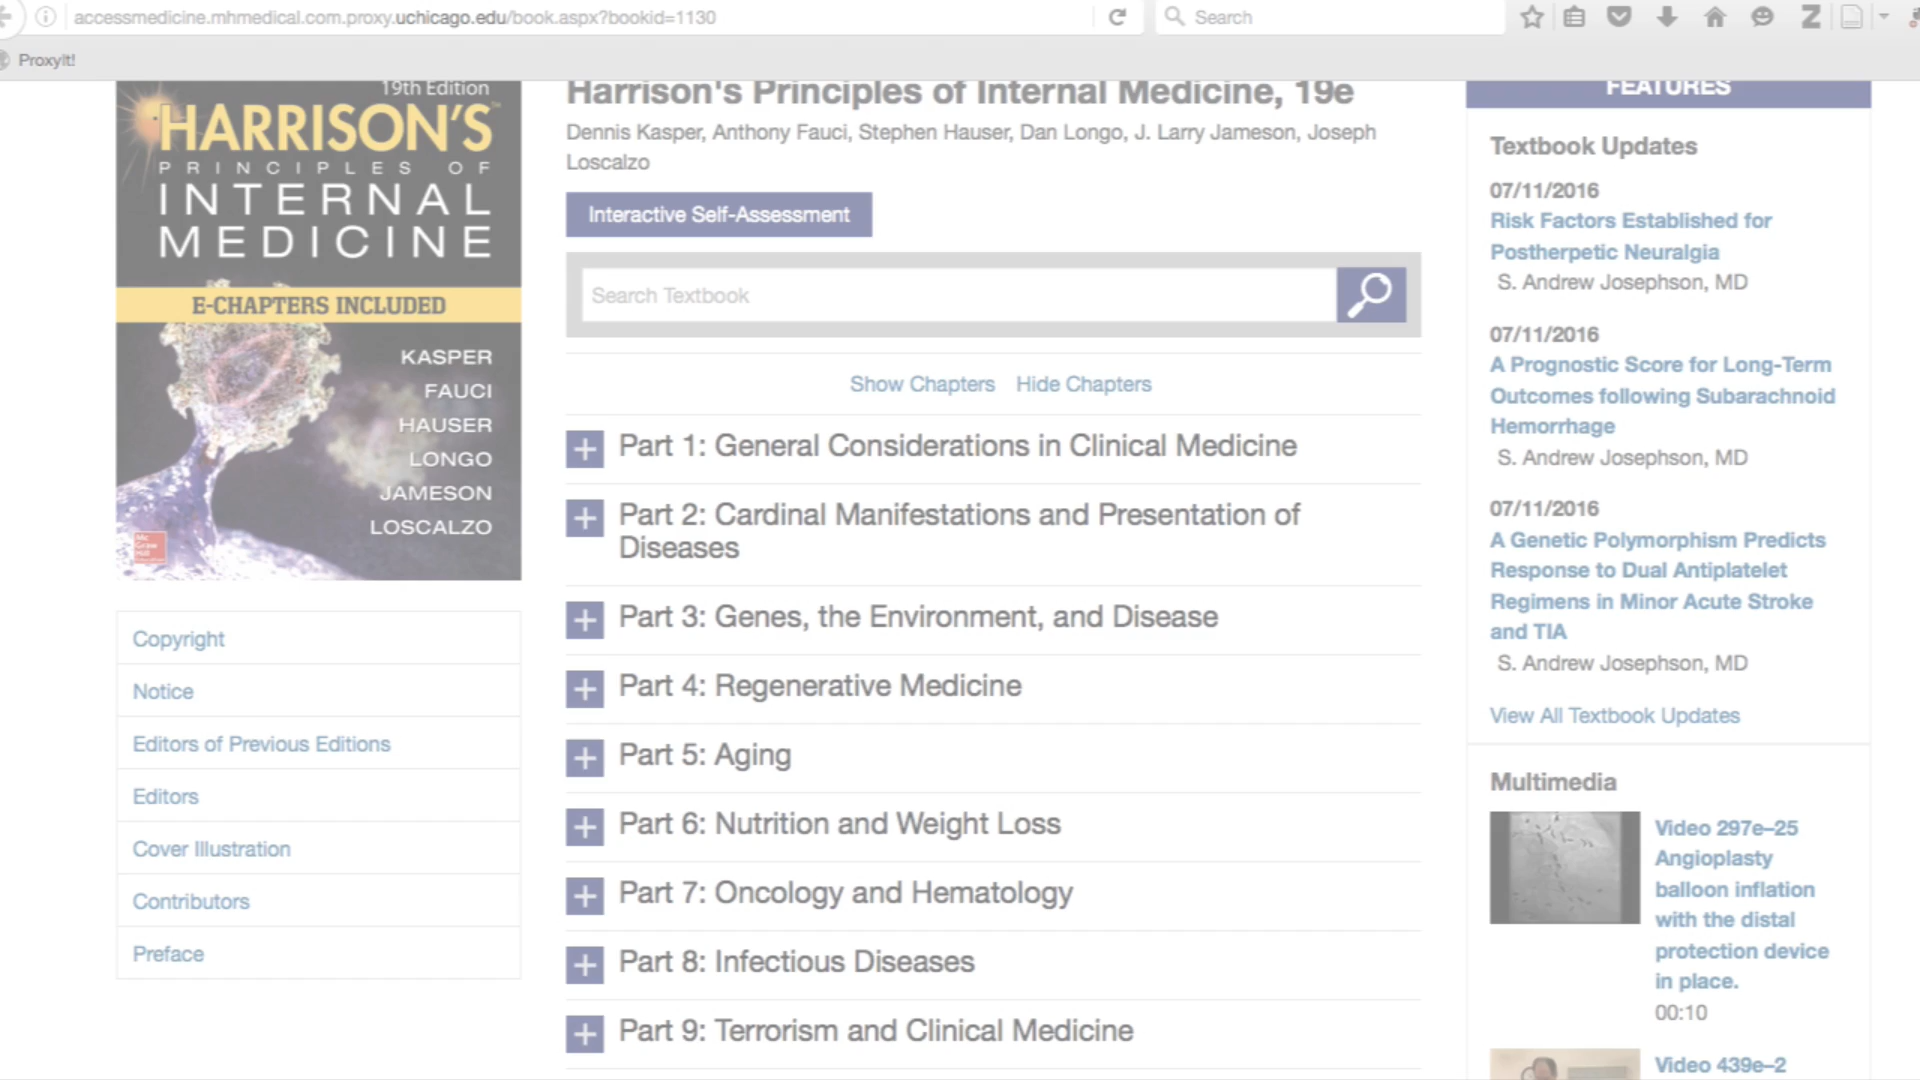 accessmedicine.mhmedical.com.proxy.uchicago.edu/book.aspx?bookid=1130
Search
ProxyIt!
19th Edition
HARRISON'S
PRINCIPLES OF
INTERNAL
MEDICINE
E-CHAPTERS INCLUDED
KASPER
FAUCI
HAUSER
LONGO
JAMESON
LOSCALZO
Mc
Graw
Hill
Copyright
Notice
Editors of Previous Editions
Editors
Cover Illustration
Contributors
Preface
Harrison's Principles of Internal Medicine, 19e
Dennis Kasper, Anthony Fauci, Stephen Hauser, Dan Longo, J. Larry Jameson, Joseph
Loscalzo
Interactive Self-Assessment
Search Textbook
Show Chapters Hide Chapters
Part 1: General Considerations in Clinical Medicine
Part 2: Cardinal Manifestations and Presentation of
Diseases
Part 3: Genes, the Environment, and Disease
Part 4: Regenerative Medicine
Part 5: Aging
Part 6: Nutrition and Weight Loss
Part 7: Oncology and Hematology
Part 8: Infectious Diseases
Part 9: Terrorism and Clinical Medicine
FEATURES
Textbook Updates
07/11/2016
Risk Factors Established for
Postherpetic Neuralgia
S. Andrew Josephson, MD
07/11/2016
A Prognostic Score for Long-Term
Outcomes following Subarachnoid
Hemorrhage
S. Andrew Josephson, MD
07/11/2016
A Genetic Polymorphism Predicts
Response to Dual Antiplatelet
Regimens in Minor Acute Stroke
and TIA
S. Andrew Josephson, MD
View All Textbook Updates
Multimedia
Video 297e–25
Angioplasty
balloon inflation
with the distal
protection device
in place.
00:10
Video 439e–2